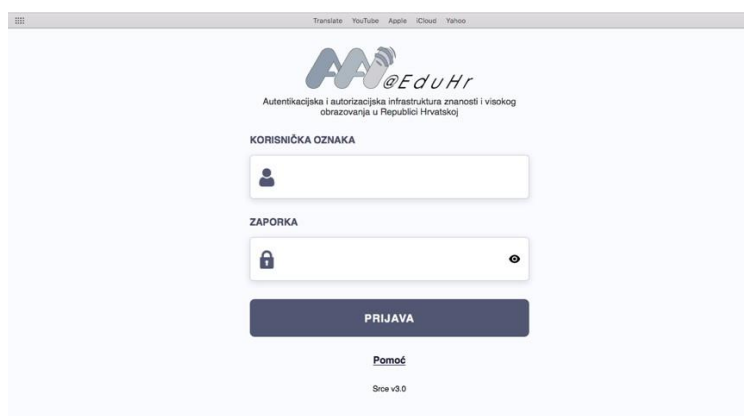 Translate YouTube Apple iCloud Yahoo
AAI@EduHr
Autentikacijska i autorizacijska infrastruktura znanosti i visokog
obrazovanja u Republici Hrvatskoj
KORISNIČKA OZNAKA
ZAPORKA
PRIJAVA
Pomoć
Srce v3.0